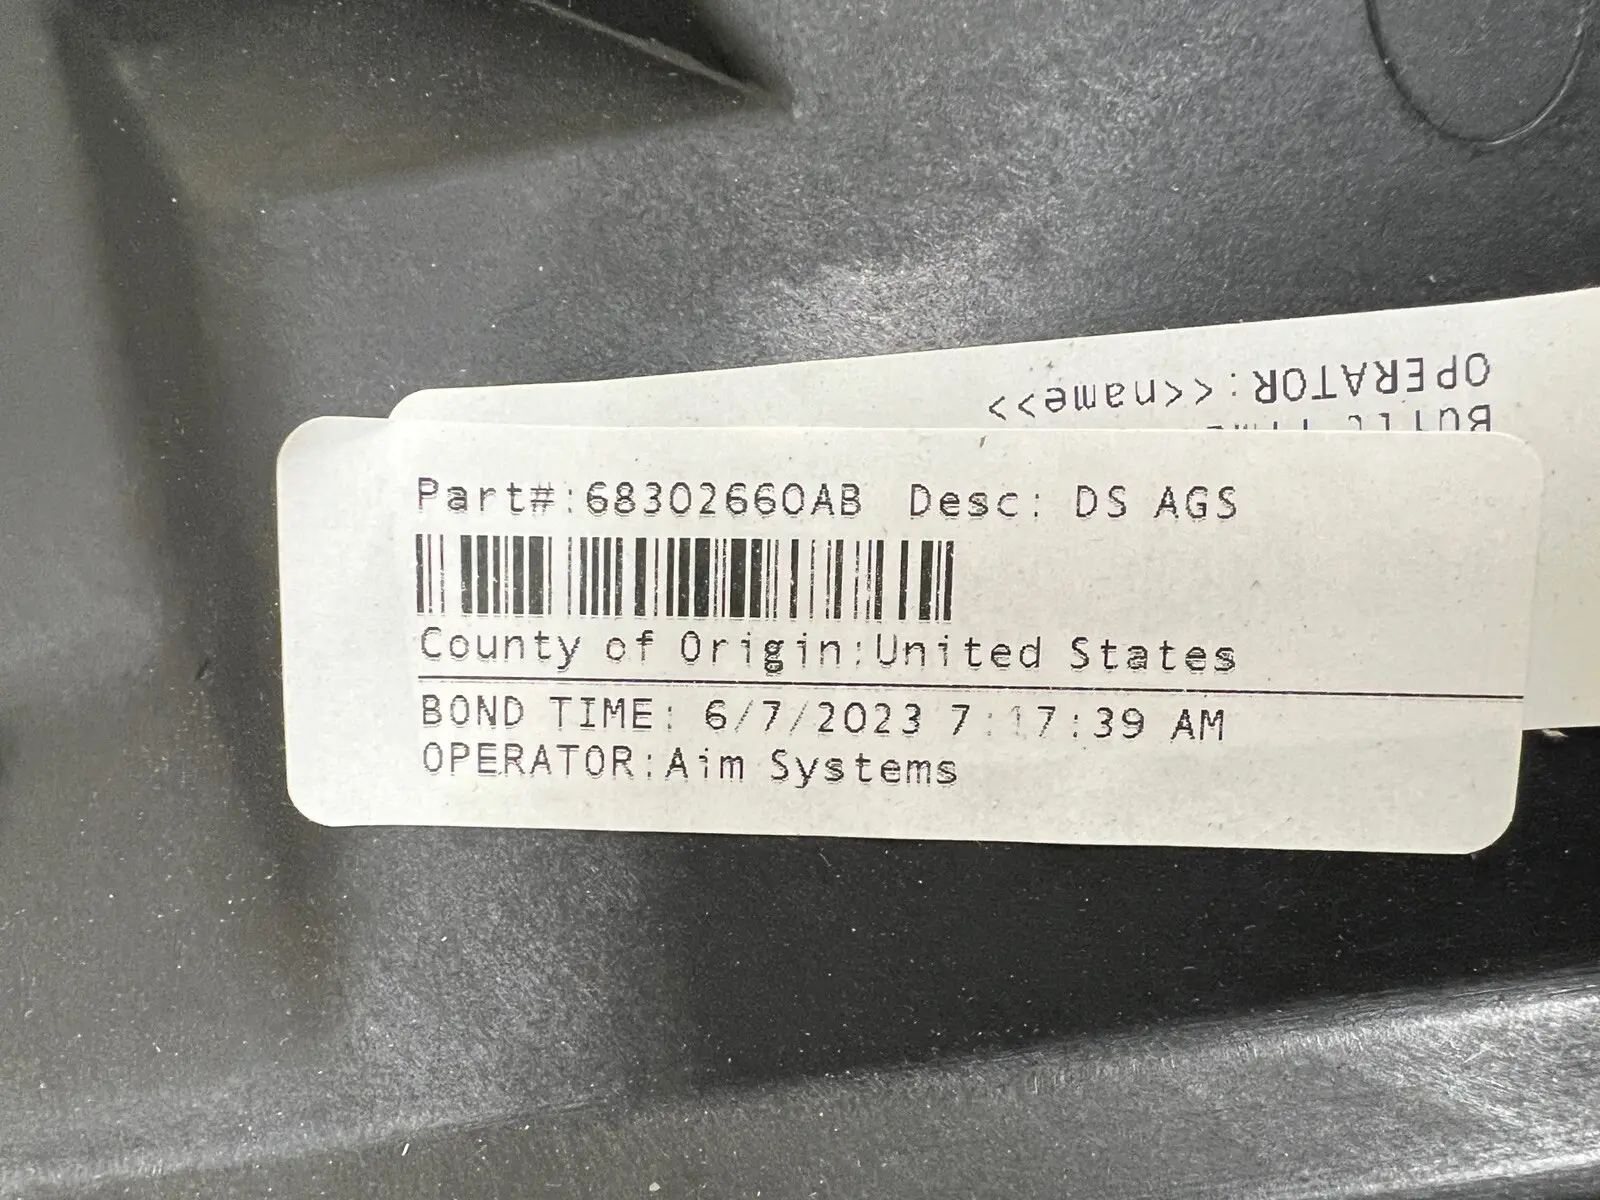 OPERATOR:<<name>>
Part#:68302660AB Desc: DS AGS
County of Origin:United States
BOND TIME: 6/7/2023 7:17:39 AM
OPERATOR:Aim Systems